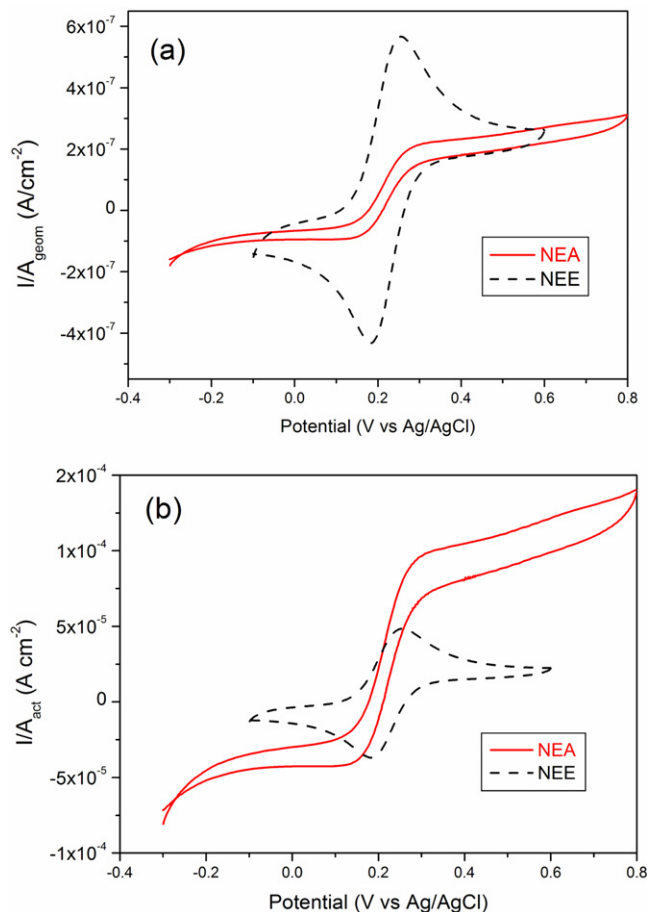 (a)
I/A_geom (A/cm⁻²)
6x10⁻⁷
4x10⁻⁷
2x10⁻⁷
0
-2x10⁻⁷
-4x10⁻⁷
NEA
NEE
-0.4 -0.2 0.0 0.2 0.4 0.6 0.8
Potential (V vs Ag/AgCl)
(b)
I/A_act (A cm⁻²)
2x10⁻⁴
1x10⁻⁴
5x10⁻⁵
0
-5x10⁻⁵
-1x10⁻⁴
NEA
NEE
-0.4 -0.2 0.0 0.2 0.4 0.6 0.8
Potential (V vs Ag/AgCl)